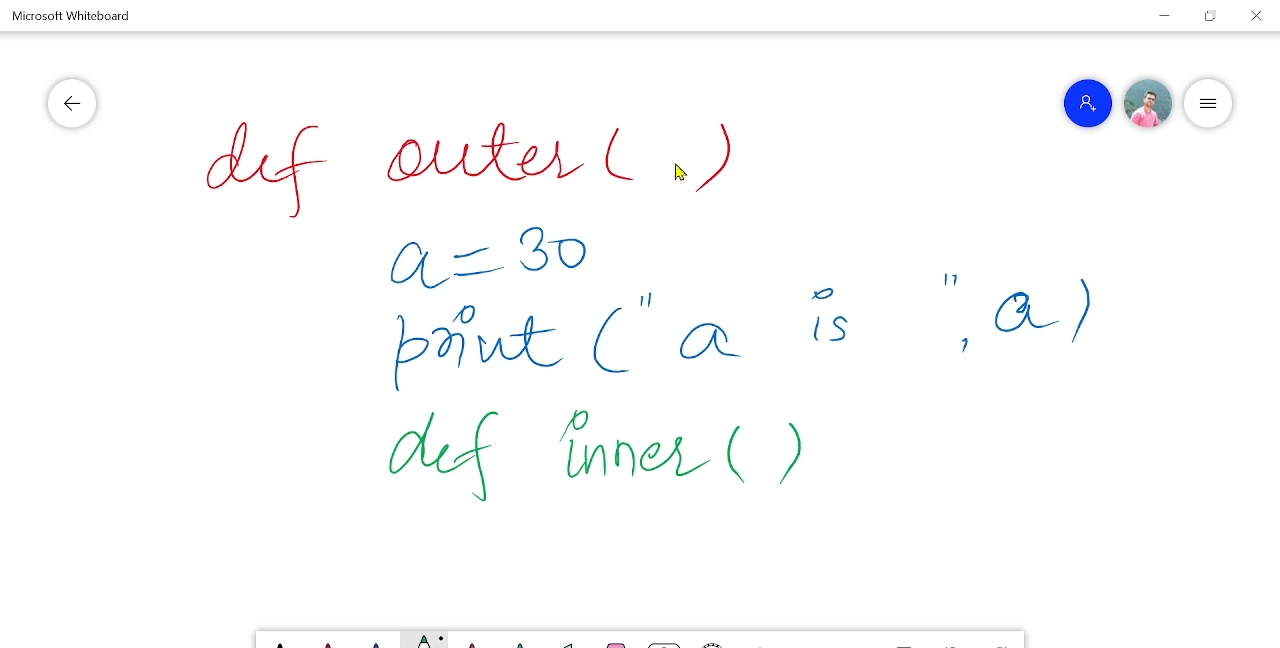 Microsoft Whiteboard
def outer( )
a=30
print ("a is ", a)
def inner( )